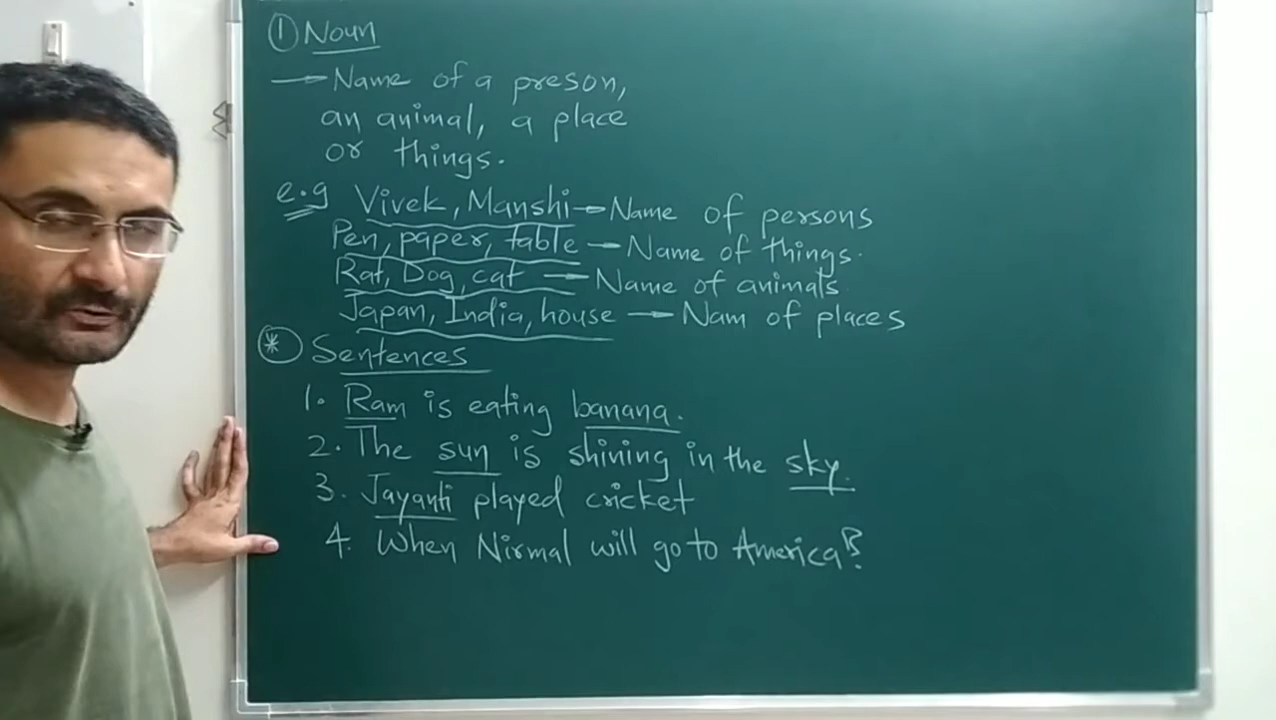 ① Noun
→ Name of a preson,
an animal, a place
or things.
e.g Vivek, Manshi → Name of persons
Pen, paper, table → Name of things.
Rat, Dog, cat → Name of animals
Japan, India, house → Nam of places
* Sentences
1. Ram is eating banana.
2. The sun is shining in the sky.
3. Jayanti played cricket
4. When Nirmal will go to America?